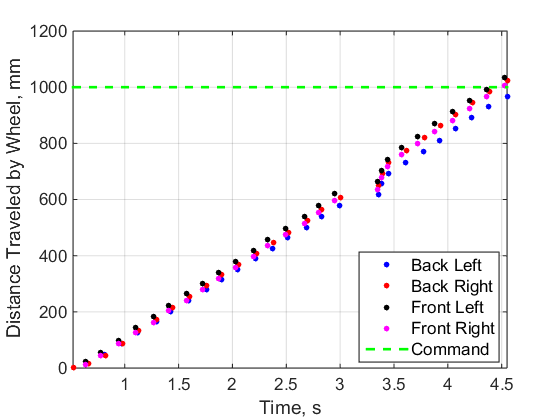 1200
1000
800
600
400
200
0
1
1.5
2
2.5
3
3.5
4
4.5
Distance Traveled by Wheel, mm
Time, s
Back Left
Back Right
Front Left
Front Right
Command